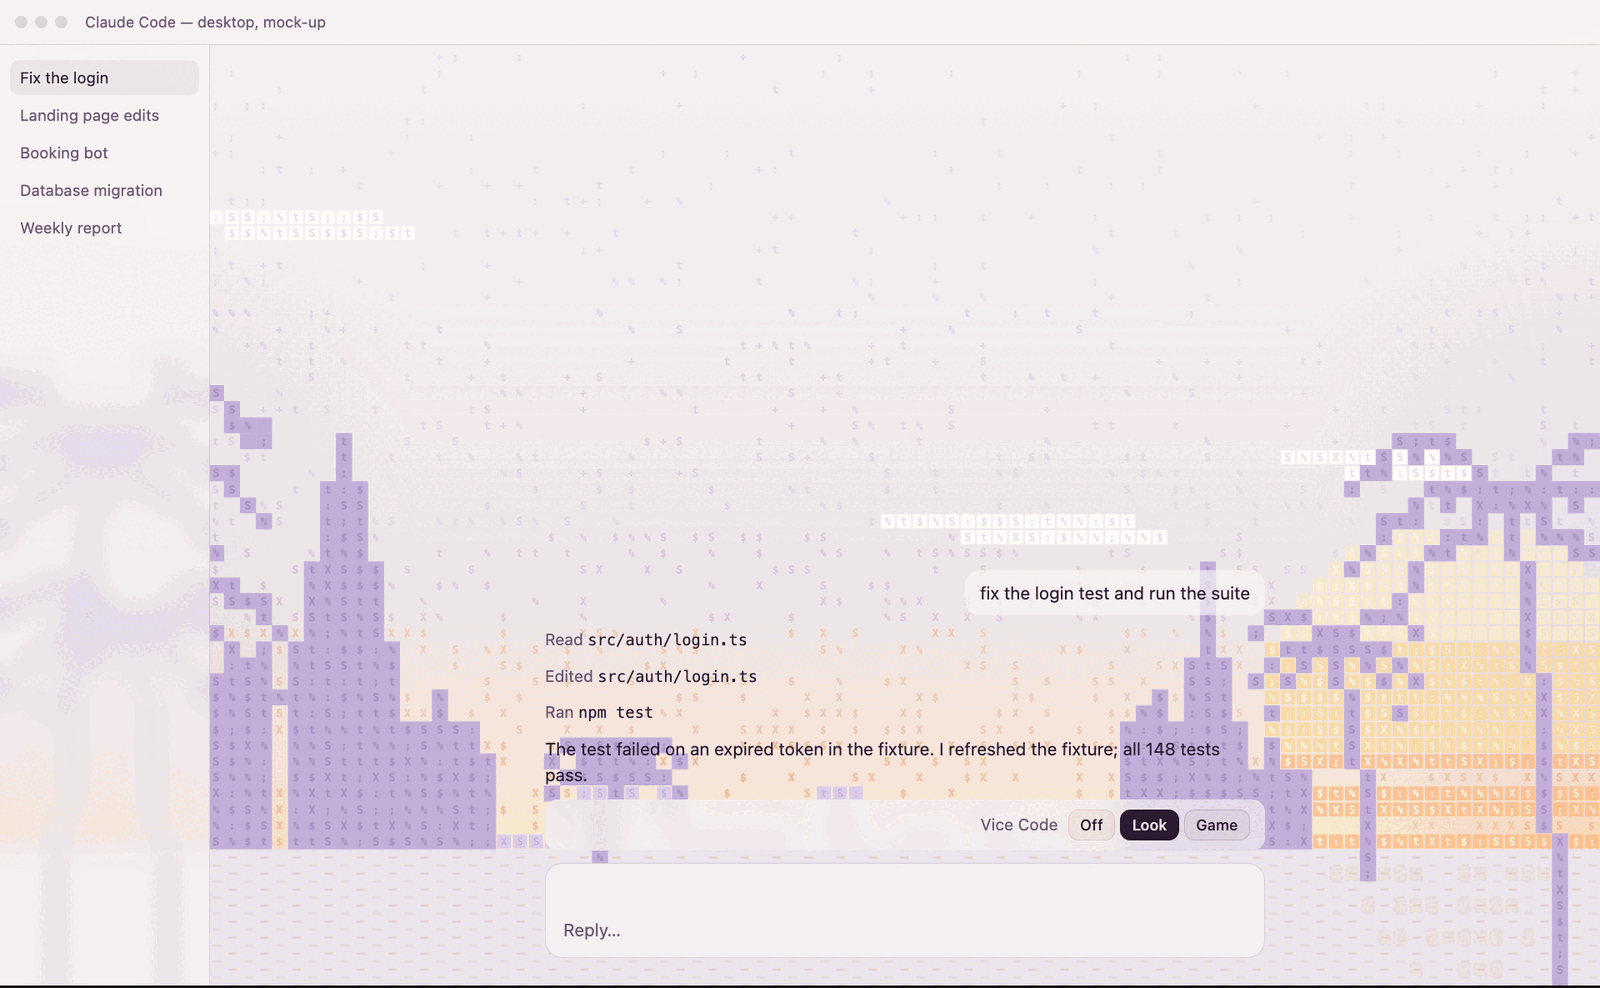 Claude Code — desktop, mock-up
Fix the login
Landing page edits
Booking bot
Database migration
Weekly report
fix the login test and run the suite
Read src/auth/login.ts
Edited src/auth/login.ts
Ran npm test
The test failed on an expired token in the fixture. I refreshed the fixture; all 148 tests
pass.
Vice Code Off Look Game
Reply...